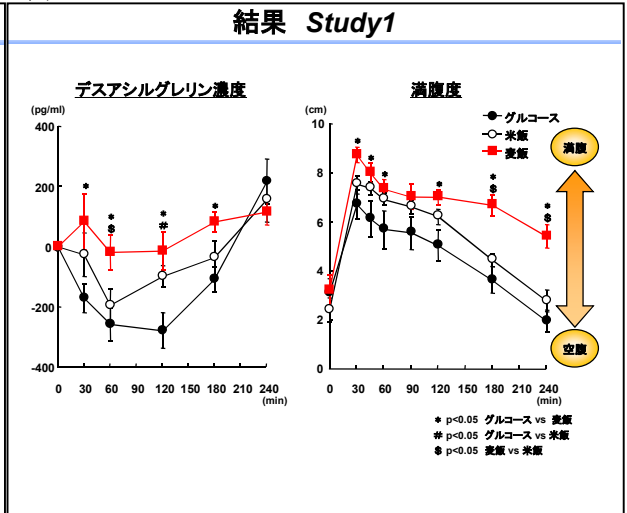 結果 Study1
デスアシルグレリン濃度
(pg/ml)
400
200
0
-200
-400
0 30 60 90 120 150 180 210 240
(min)
*
*
$
*
#
*
満腹度
(cm)
10
8
6
4
2
0
0 30 60 90 120 150 180 210 240
(min)
*
*
*
*
*
$
*
$
グルコース
米飯
麦飯
満腹
空腹
* p<0.05 グルコース vs 麦飯
# p<0.05 グルコース vs 米飯
$ p<0.05 麦飯 vs 米飯